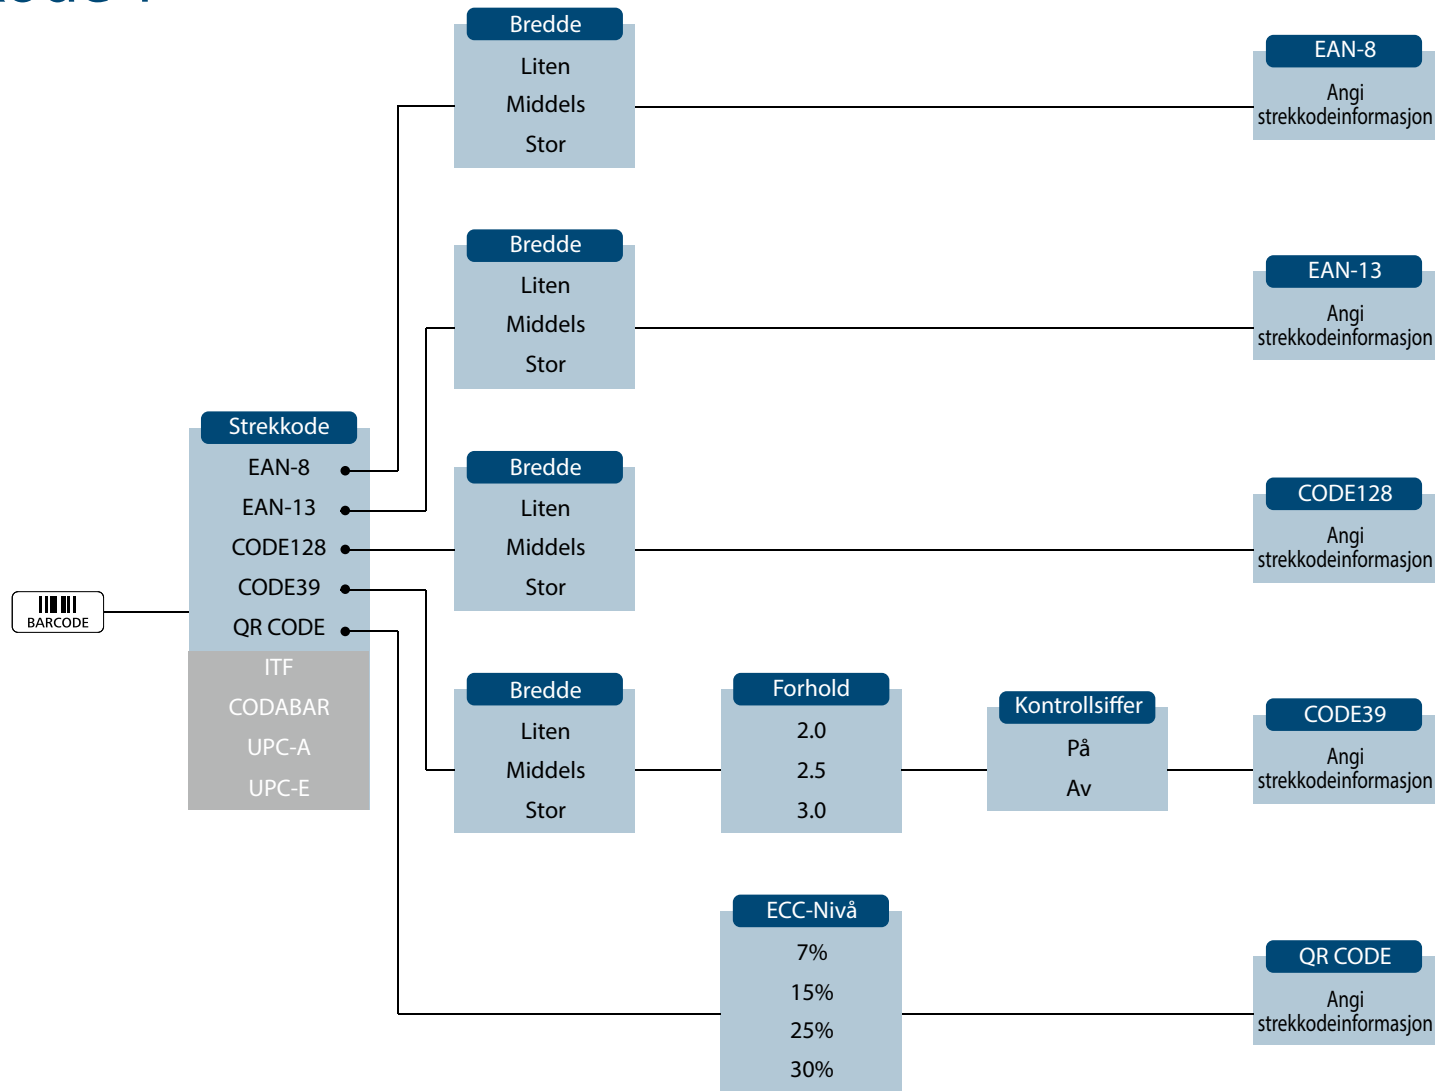 Bredde
Liten
Middels
Stor
EAN-8
Angi
strekkodeinformasjon
Bredde
Liten
Middels
Stor
EAN-13
Angi
strekkodeinformasjon
Strekkode
EAN-8
EAN-13
CODE128
CODE39
QR CODE
ITF
CODABAR
UPC-A
UPC-E
BARCODE
Bredde
Liten
Middels
Stor
CODE128
Angi
strekkodeinformasjon
Bredde
Liten
Middels
Stor
Forhold
2.0
2.5
3.0
Kontrollsiffer
På
Av
CODE39
Angi
strekkodeinformasjon
ECC-Nivå
7%
15%
25%
30%
QR CODE
Angi
strekkodeinformasjon